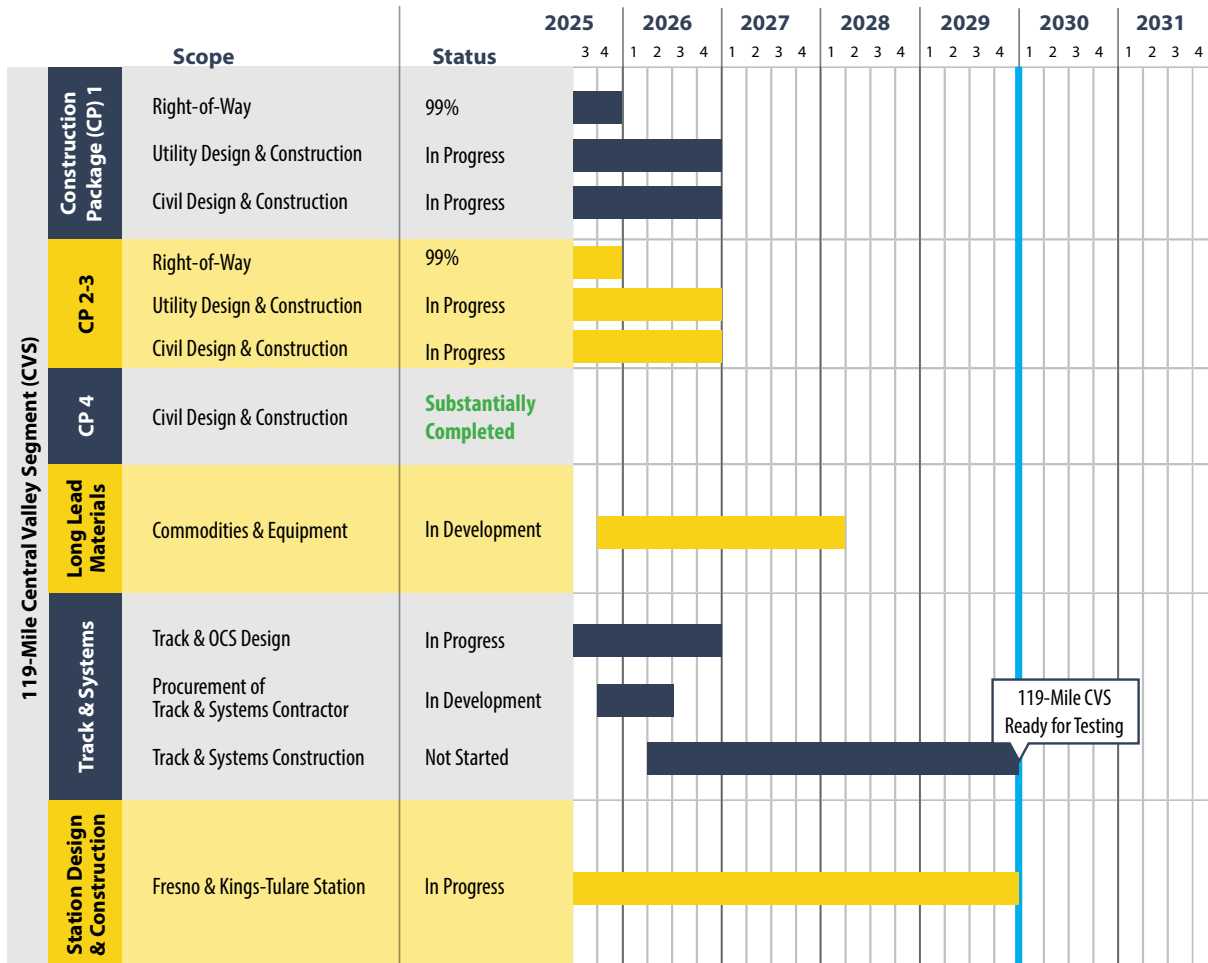 2025 2026 2027 2028 2029 2030 2031
Scope Status 3 4 1 2 3 4 1 2 3 4 1 2 3 4 1 2 3 4 1 2 3 4 1 2 3 4
119-Mile Central Valley Segment (CVS)
Construction
Package (CP) 1
Right-of-Way 99%
Utility Design & Construction In Progress
Civil Design & Construction In Progress
CP 2-3
Right-of-Way 99%
Utility Design & Construction In Progress
Civil Design & Construction In Progress
CP 4
Civil Design & Construction
Substantially
Completed
Long Lead
Materials
Commodities & Equipment In Development
Track & Systems
Track & OCS Design In Progress
Procurement of
Track & Systems Contractor
In Development
Track & Systems Construction Not Started
119-Mile CVS
Ready for Testing
Station Design
& Construction
Fresno & Kings-Tulare Station In Progress